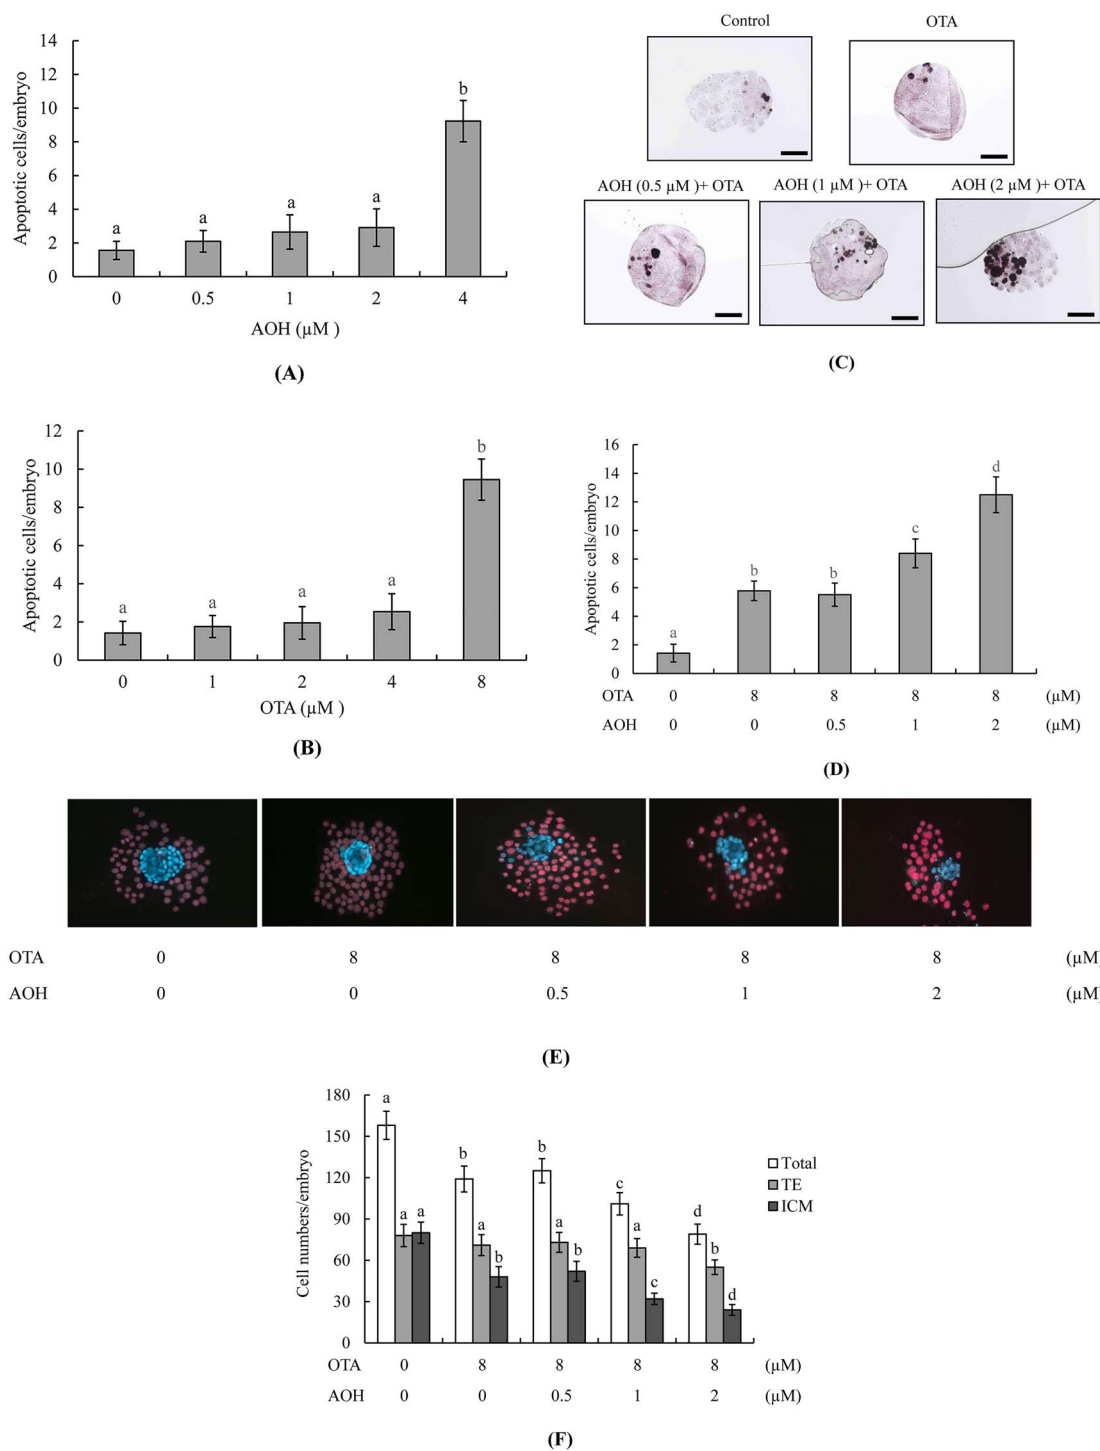 14
12
10
8
6
4
2
0
Apoptotic cells/embryo
a
a
a
a
b
0 0.5 1 2 4
AOH (µM )
(A)
Control OTA
AOH (0.5 µM )+ OTA AOH (1 µM )+ OTA AOH (2 µM )+ OTA
(C)
12
10
8
6
4
2
0
Apoptotic cells/embryo
a
a
a
a
b
0 1 2 4 8
OTA (µM )
(B)
16
14
12
10
8
6
4
2
0
Apoptotic cells/embryo
a
b
b
c
d
OTA 0 8 8 8 8 (µM)
AOH 0 0 0.5 1 2 (µM)
(D)
OTA 0 8 8 8 8 (µM)
AOH 0 0 0.5 1 2 (µM)
(E)
180
150
120
90
60
30
0
Cell numbers/embryo
a a a
b a b
b a b
c a c
d b d
Total
TE
ICM
OTA 0 8 8 8 8 (µM)
AOH 0 0 0.5 1 2 (µM)
(F)